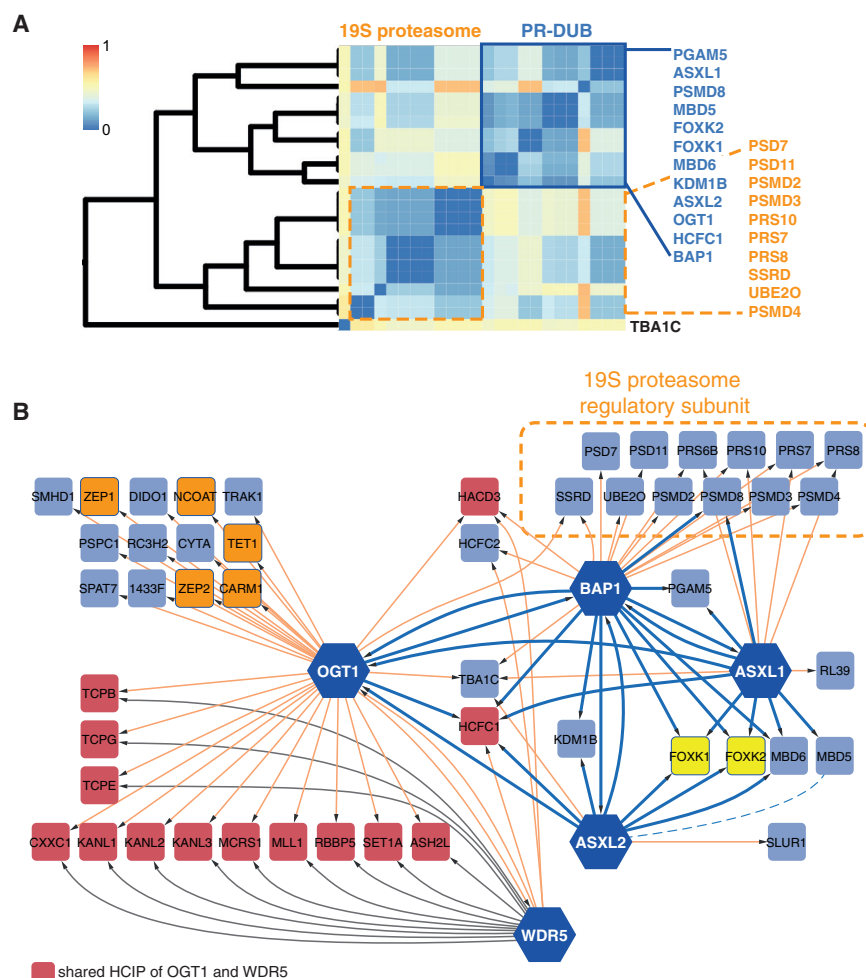 A
19S proteasome
PR-DUB
1
0
PGAM5
ASXL1
PSMD8
MBD5
FOXK2
FOXK1
MBD6
KDM1B
ASXL2
OGT1
HCFC1
BAP1
PSD7
PSD11
PSMD2
PSMD3
PRS10
PRS7
PRS8
SSRD
UBE2O
PSMD4
TBA1C
B
19S proteasome
regulatory subunit
PSD7 PSD11 PRS6B PRS10 PRS7 PRS8
SMHD1 ZEP1 DIDO1 NCOAT TRAK1 HACD3 SSRD UBE2O PSMD2 PSMD8 PSMD3 PSMD4
PSPC1 RC3H2 CYTA TET1 HCFC2
SPAT7 1433F ZEP2 CARM1 BAP1 PGAM5
OGT1 TBA1C ASXL1 RL39
TCPB
TCPG HCFC1 KDM1B FOXK1 FOXK2 MBD6 MBD5
TCPE
CXXC1 KANL1 KANL2 KANL3 MCRS1 MLL1 RBBP5 SET1A ASH2L ASXL2 SLUR1
WDR5
shared HCIP of OGT1 and WDR5